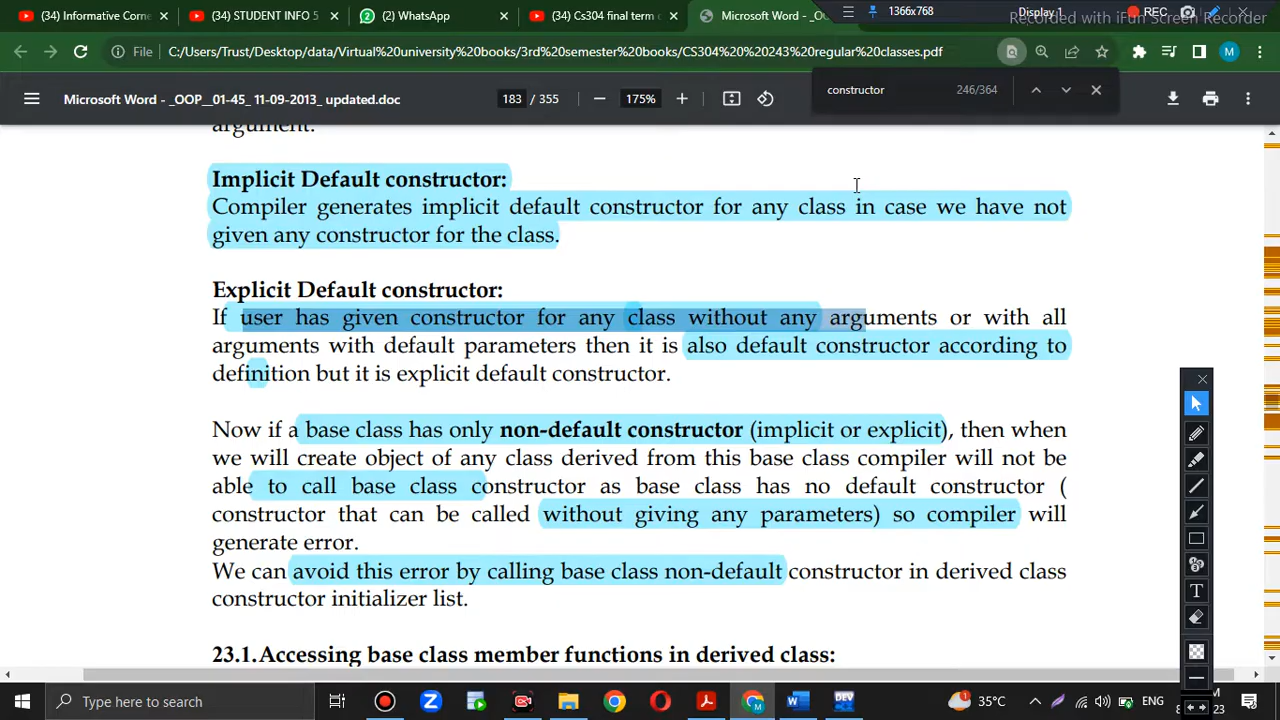 (34) Informative Corne
(34) STUDENT INFO 5
(2) WhatsApp
(34) Cs304 final term c
Microsoft Word - _OO
1366x768
Display 1
REC
Recorded with iFun Screen Recorder
File
C:/Users/Trust/Desktop/data/Virtual%20university%20books/3rd%20semester%20books/CS304%20%20243%20regular%20classes.pdf
M
Microsoft Word - _OOP__01-45_ 11-09-2013_ updated.doc
183 / 355
175%
constructor
246/364
argument.
Implicit Default constructor:
Compiler generates implicit default constructor for any class in case we have not
given any constructor for the class.
Explicit Default constructor:
If user has given constructor for any class without any arguments or with all
arguments with default parameters then it is also default constructor according to
definition but it is explicit default constructor.
Now if a base class has only non-default constructor (implicit or explicit), then when
we will create object of any class derived from this base class compiler will not be
able to call base class constructor as base class has no default constructor (
constructor that can be called without giving any parameters) so compiler will
generate error.
We can avoid this error by calling base class non-default constructor in derived class
constructor initializer list.
23.1. Accessing base class member functions in derived class:
T
Type here to search
DEV
35°C
ENG